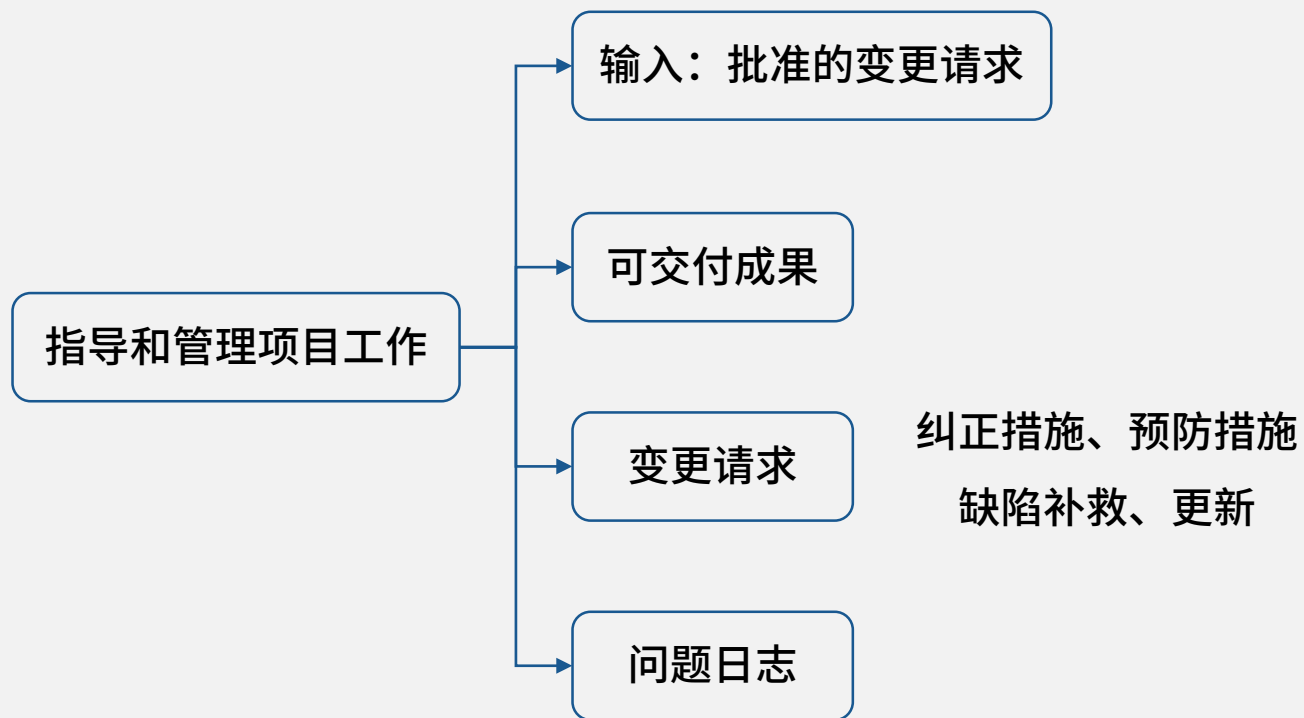 输入：批准的变更请求
可交付成果
指导和管理项目工作
变更请求
纠正措施、预防措施
缺陷补救、更新
问题日志